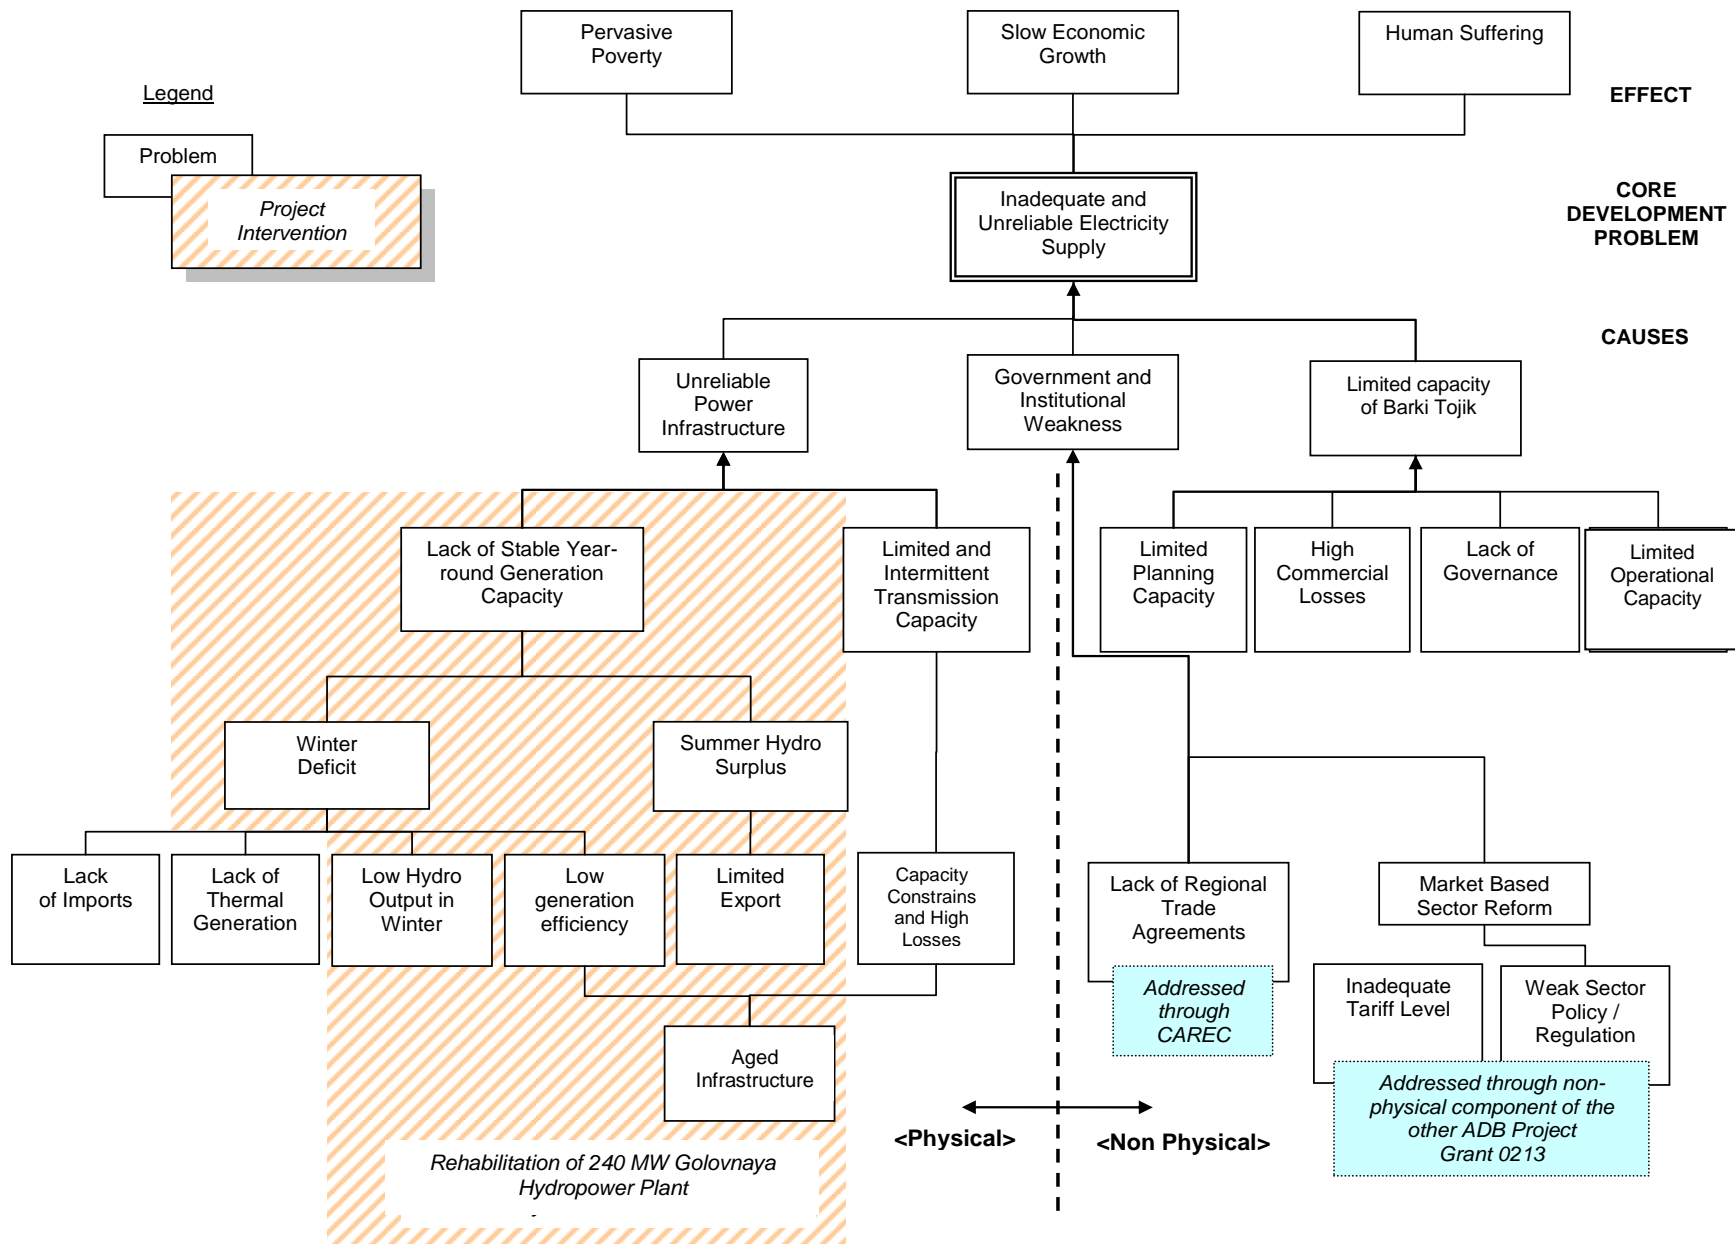 Pervasive
Poverty
Slow Economic
Growth
Human Suffering
EFFECT
Legend
Problem
Project
Intervention
Inadequate and
Unreliable Electricity
Supply
CORE
DEVELOPMENT
PROBLEM
CAUSES
Unreliable
Power
Infrastructure
Government and
Institutional
Weakness
Limited capacity
of Barki Tojik
Lack of Stable Year-
round Generation
Capacity
Limited and
Intermittent
Transmission
Capacity
Limited
Planning
Capacity
High
Commercial
Losses
Lack of
Governance
Limited
Operational
Capacity
Winter
Deficit
Summer Hydro
Surplus
Lack
of Imports
Lack of
Thermal
Generation
Low Hydro
Output in
Winter
Low
generation
efficiency
Limited
Export
Capacity
Constrains
and High
Losses
Lack of Regional
Trade
Agreements
Market Based
Sector Reform
Addressed
through
CAREC
Inadequate
Tariff Level
Weak Sector
Policy /
Regulation
Aged
Infrastructure
Addressed through non-
physical component of the
other ADB Project
Grant 0213
<Physical>
<Non Physical>
Rehabilitation of 240 MW Golovnaya
Hydropower Plant